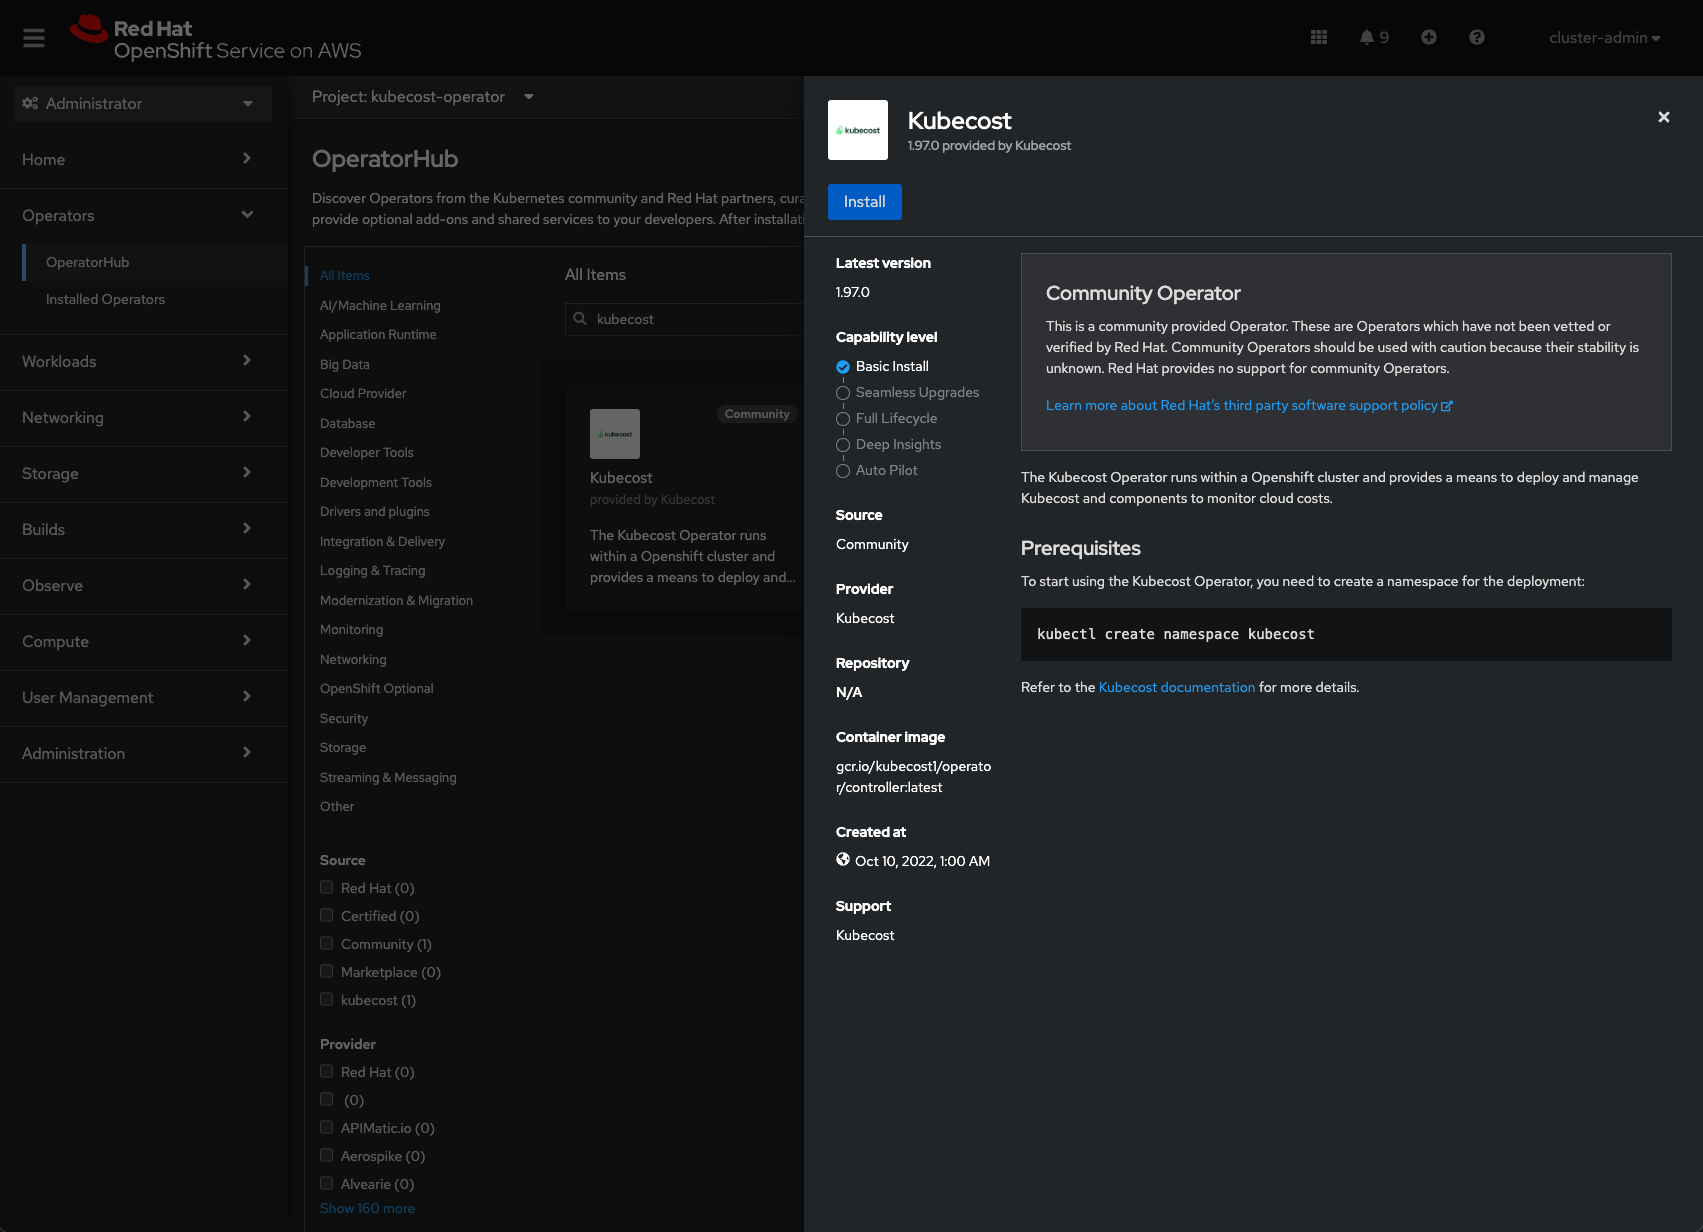 Red Hat
OpenShift Service on AWS
9
cluster-admin
Administrator
Home
Operators
OperatorHub
Installed Operators
Workloads
Networking
Storage
Builds
Observe
Compute
User Management
Administration
Project: kubecost-operator
OperatorHub
Discover Operators from the Kubernetes community and Red Hat partners, cura
provide optional add-ons and shared services to your developers. After installati
All Items
AI/Machine Learning
Application Runtime
Big Data
Cloud Provider
Database
Developer Tools
Development Tools
Drivers and plugins
Integration & Delivery
Logging & Tracing
Modernization & Migration
Monitoring
Networking
OpenShift Optional
Security
Storage
Streaming & Messaging
Other
Source
Red Hat (0)
Certified (0)
Community (1)
Marketplace (0)
kubecost (1)
Provider
Red Hat (0)
(0)
APIMatic.io (0)
Aerospike (0)
Alvearie (0)
Show 160 more
All Items
kubecost
kubecost
Community
Kubecost
provided by Kubecost
The Kubecost Operator runs
within a Openshift cluster and
provides a means to deploy and...
kubecost
Kubecost
1.97.0 provided by Kubecost
Install
Latest version
1.97.0
Capability level
Basic Install
Seamless Upgrades
Full Lifecycle
Deep Insights
Auto Pilot
Source
Community
Provider
Kubecost
Repository
N/A
Container image
gcr.io/kubecost1/operato
r/controller:latest
Created at
Oct 10, 2022, 1:00 AM
Support
Kubecost
Community Operator
This is a community provided Operator. These are Operators which have not been vetted or
verified by Red Hat. Community Operators should be used with caution because their stability is
unknown. Red Hat provides no support for community Operators.
Learn more about Red Hat's third party software support policy
The Kubecost Operator runs within a Openshift cluster and provides a means to deploy and manage
Kubecost and components to monitor cloud costs.
Prerequisites
To start using the Kubecost Operator, you need to create a namespace for the deployment:
kubectl create namespace kubecost
Refer to the Kubecost documentation for more details.